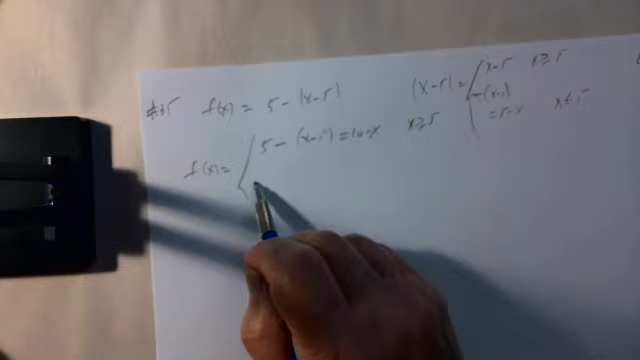 #35 f(x) = 5 - |x-5| |x-5| = { x-5 x≥5
-(x-5)
= 5-x x≤5
f(x) = { 5 - (x-5) = 10-x x≥5